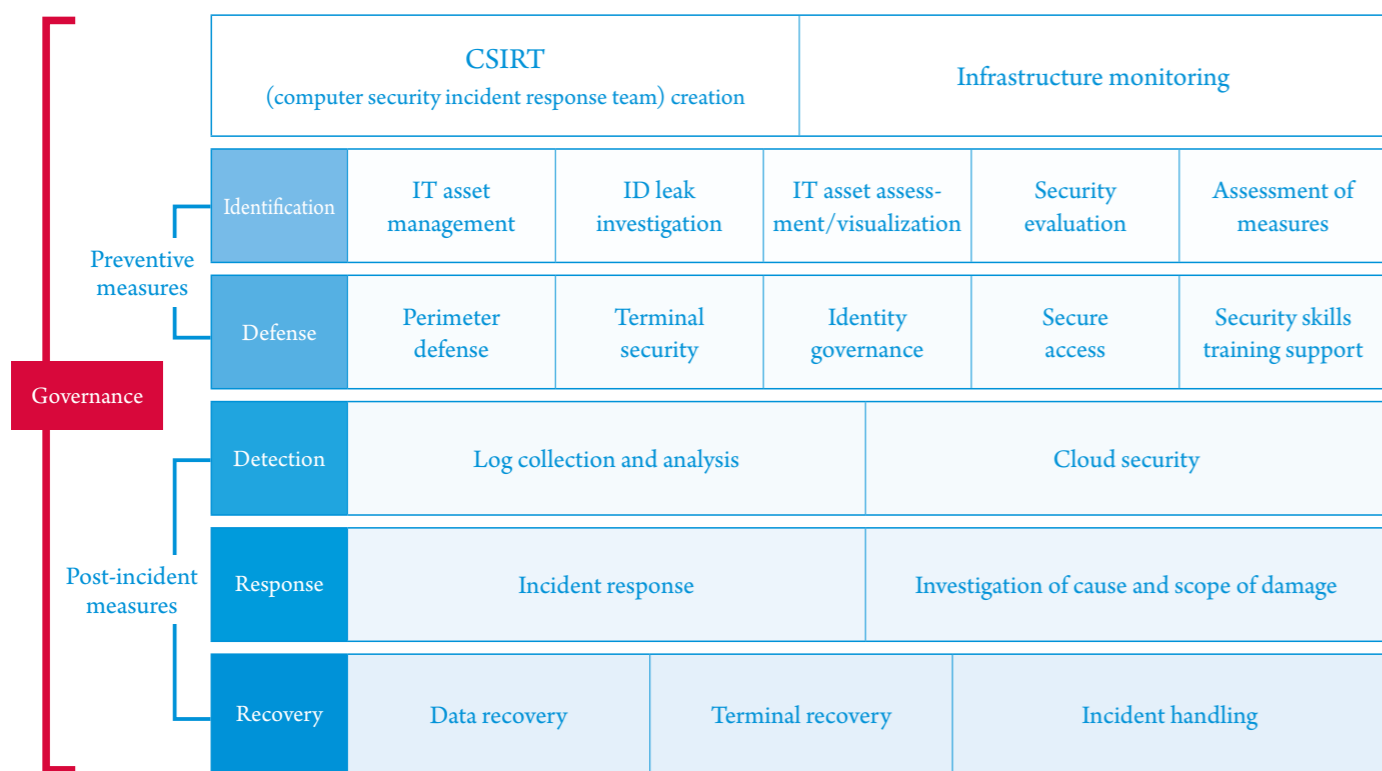 CSIRT
(computer security incident response team) creation
Infrastructure monitoring
Preventive
measures
Identification
IT asset
management
ID leak
investigation
IT asset assess-
ment/visualization
Security
evaluation
Assessment of
measures
Defense
Perimeter
defense
Terminal
security
Identity
governance
Secure
access
Security skills
training support
Governance
Post-incident
measures
Detection
Log collection and analysis
Cloud security
Response
Incident response
Investigation of cause and scope of damage
Recovery
Data recovery
Terminal recovery
Incident handling